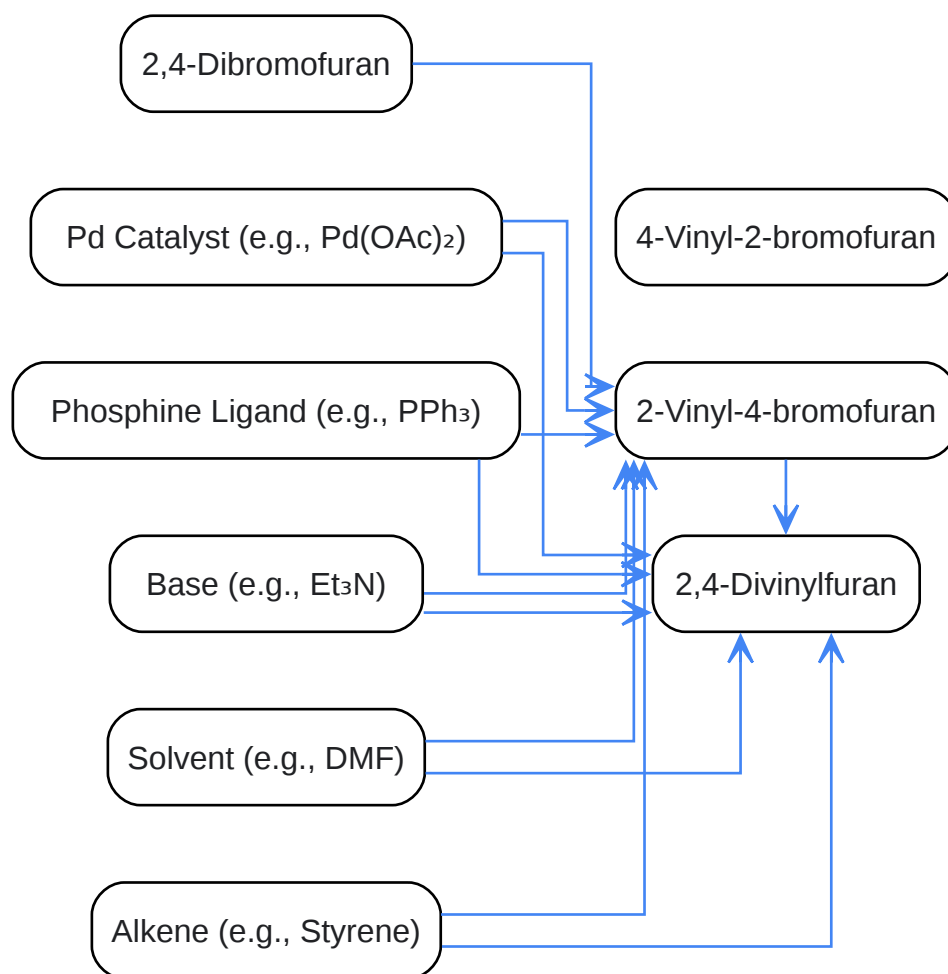 2,4-Dibromofuran
Pd Catalyst (e.g., Pd(OAc)₂)
4-Vinyl-2-bromofuran
Phosphine Ligand (e.g., PPh₃)
2-Vinyl-4-bromofuran
Base (e.g., Et₃N)
2,4-Divinylfuran
Solvent (e.g., DMF)
Alkene (e.g., Styrene)